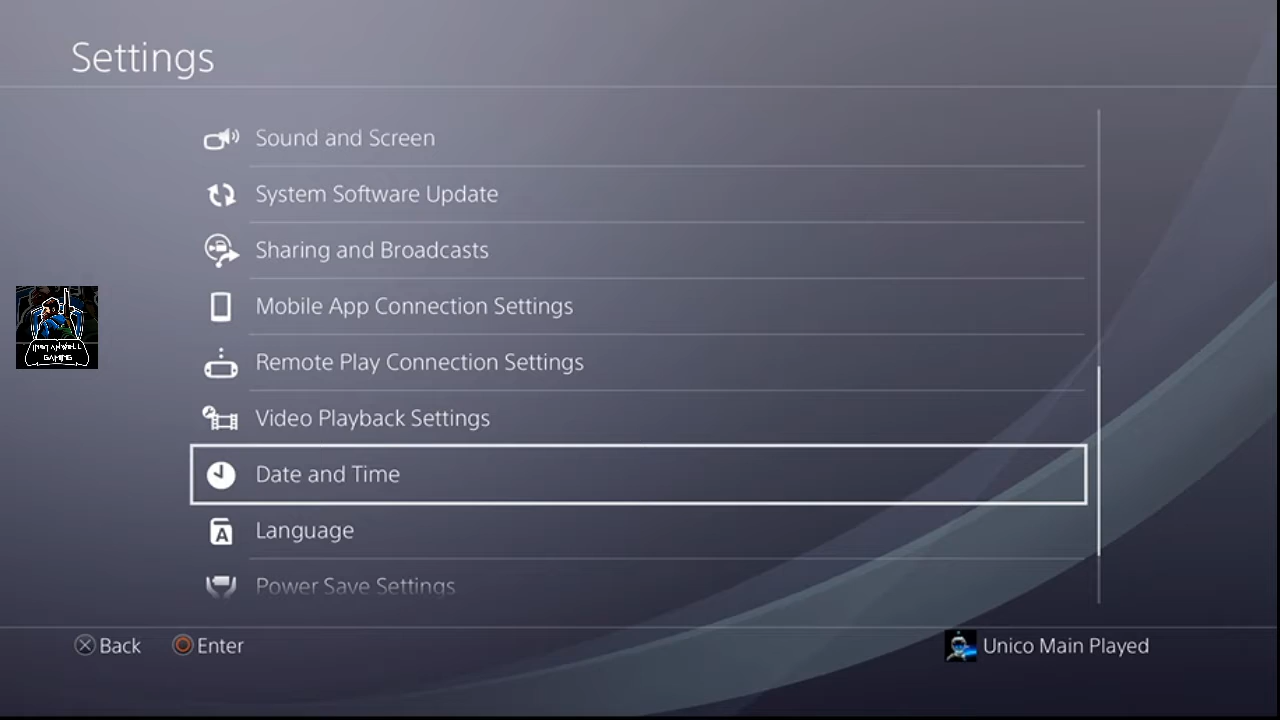 Settings
Sound and Screen
System Software Update
Sharing and Broadcasts
Mobile App Connection Settings
Remote Play Connection Settings
Video Playback Settings
Date and Time
Language
Power Save Settings
GAMING
Back
Enter
Unico Main Played